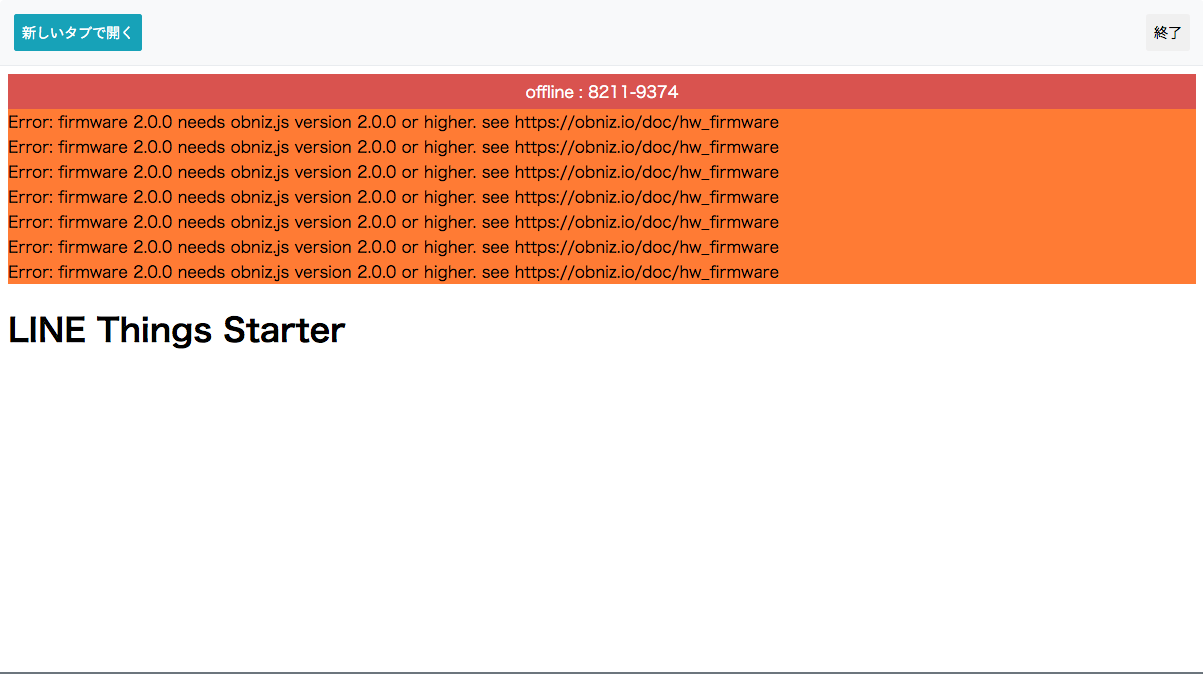 新しいタブで開く
終了
offline : 8211-9374
Error: firmware 2.0.0 needs obniz.js version 2.0.0 or higher. see https://obniz.io/doc/hw_firmware
Error: firmware 2.0.0 needs obniz.js version 2.0.0 or higher. see https://obniz.io/doc/hw_firmware
Error: firmware 2.0.0 needs obniz.js version 2.0.0 or higher. see https://obniz.io/doc/hw_firmware
Error: firmware 2.0.0 needs obniz.js version 2.0.0 or higher. see https://obniz.io/doc/hw_firmware
Error: firmware 2.0.0 needs obniz.js version 2.0.0 or higher. see https://obniz.io/doc/hw_firmware
Error: firmware 2.0.0 needs obniz.js version 2.0.0 or higher. see https://obniz.io/doc/hw_firmware
Error: firmware 2.0.0 needs obniz.js version 2.0.0 or higher. see https://obniz.io/doc/hw_firmware
LINE Things Starter